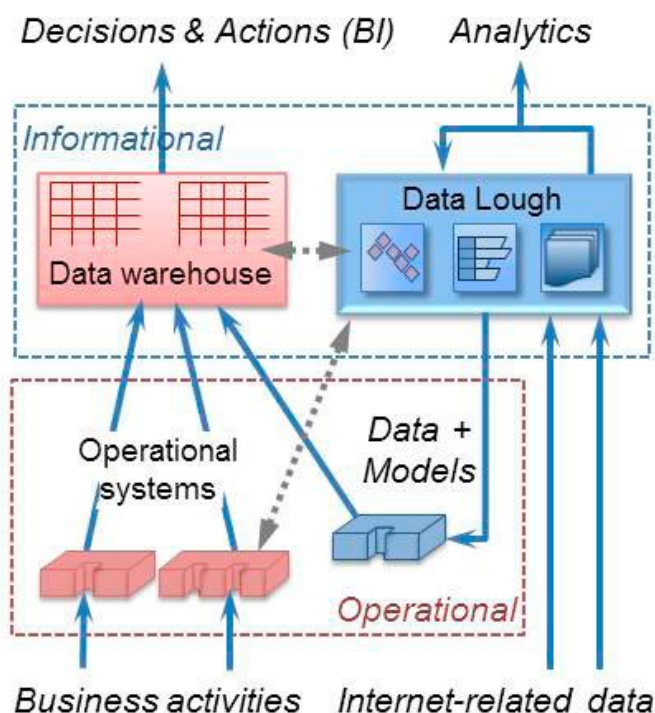 Decisions & Actions (BI)
Analytics
Informational
Data Lough
Data warehouse
Operational
systems
Data +
Models
Operational
Business activities
Internet-related data